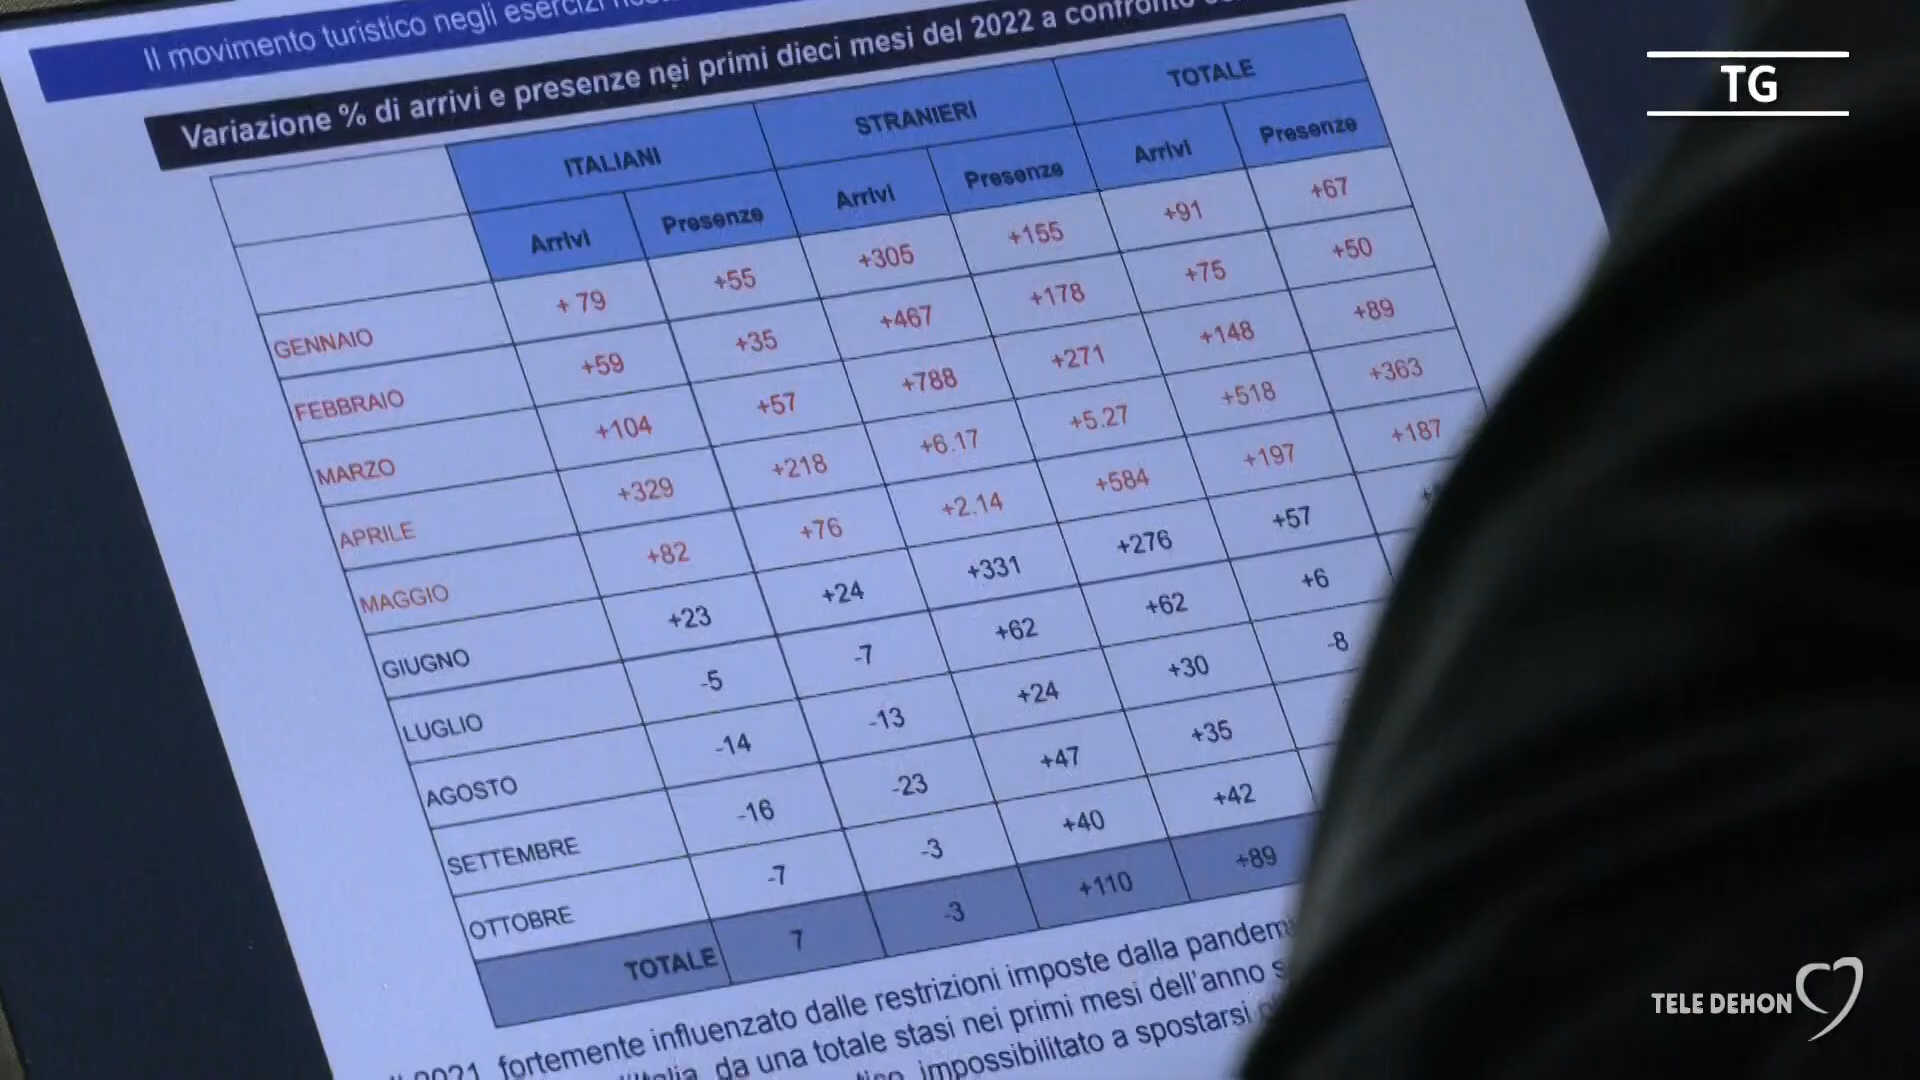 Il movimento turistico negli esercizi
Variazione % di arrivi e presenze nei primi dieci mesi del 2022 a confronto
ITALIANI STRANIERI TOTALE
Arrivi Presenze Arrivi Presenze Arrivi Presenze
GENNAIO + 79 +55 +305 +155 +91 +67
FEBBRAIO +59 +35 +467 +178 +75 +50
MARZO +104 +57 +788 +271 +148 +89
APRILE +329 +218 +6.17 +5.27 +518 +363
MAGGIO +82 +76 +2.14 +584 +197 +187
GIUGNO +23 +24 +331 +276 +57
LUGLIO -5 -7 +62 +62 +6
AGOSTO -14 -13 +24 +30 -8
SETTEMBRE -16 -23 +47 +35
OTTOBRE -7 -3 +40 +42
TOTALE 7 -3 +110 +89
2021, fortemente influenzato dalle restrizioni imposte dalla
da una totale stasi nei primi mesi dell'anno
impossibilitato a spostarsi
TG
TELE DEHON